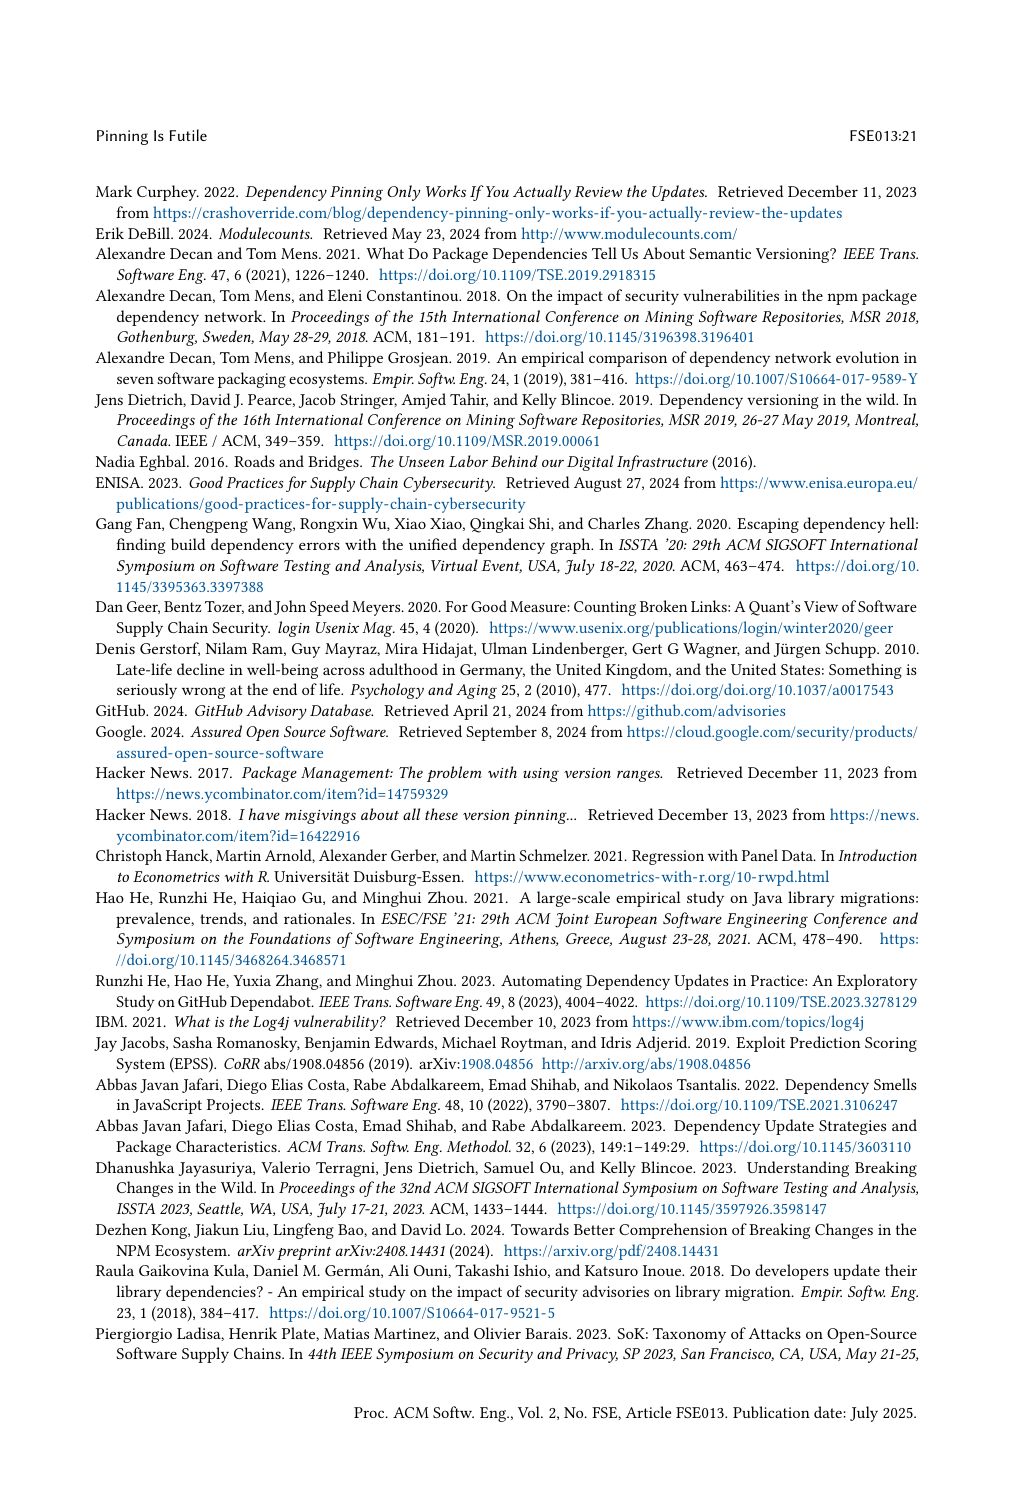 Pinning Is Futile
FSE013:21
Mark Curphey. 2022. Dependency Pinning Only Works If You Actually Review the Updates. Retrieved December 11, 2023
from https://crashoverride.com/blog/dependency-pinning-only-works-if-you-actually-review-the-updates
Erik DeBill. 2024. Modulecounts. Retrieved May 23, 2024 from http://www.modulecounts.com/
Alexandre Decan and Tom Mens. 2021. What Do Package Dependencies Tell Us About Semantic Versioning? IEEE Trans.
Software Eng. 47, 6 (2021), 1226–1240. https://doi.org/10.1109/TSE.2019.2918315
Alexandre Decan, Tom Mens, and Eleni Constantinou. 2018. On the impact of security vulnerabilities in the npm package
dependency network. In Proceedings of the 15th International Conference on Mining Software Repositories, MSR 2018,
Gothenburg, Sweden, May 28-29, 2018. ACM, 181–191. https://doi.org/10.1145/3196398.3196401
Alexandre Decan, Tom Mens, and Philippe Grosjean. 2019. An empirical comparison of dependency network evolution in
seven software packaging ecosystems. Empir. Softw. Eng. 24, 1 (2019), 381–416. https://doi.org/10.1007/S10664-017-9589-Y
Jens Dietrich, David J. Pearce, Jacob Stringer, Amjed Tahir, and Kelly Blincoe. 2019. Dependency versioning in the wild. In
Proceedings of the 16th International Conference on Mining Software Repositories, MSR 2019, 26-27 May 2019, Montreal,
Canada. IEEE / ACM, 349–359. https://doi.org/10.1109/MSR.2019.00061
Nadia Eghbal. 2016. Roads and Bridges. The Unseen Labor Behind our Digital Infrastructure (2016).
ENISA. 2023. Good Practices for Supply Chain Cybersecurity. Retrieved August 27, 2024 from https://www.enisa.europa.eu/
publications/good-practices-for-supply-chain-cybersecurity
Gang Fan, Chengpeng Wang, Rongxin Wu, Xiao Xiao, Qingkai Shi, and Charles Zhang. 2020. Escaping dependency hell:
finding build dependency errors with the unified dependency graph. In ISSTA ’20: 29th ACM SIGSOFT International
Symposium on Software Testing and Analysis, Virtual Event, USA, July 18-22, 2020. ACM, 463–474. https://doi.org/10.
1145/3395363.3397388
Dan Geer, Bentz Tozer, and John Speed Meyers. 2020. For Good Measure: Counting Broken Links: A Quant’s View of Software
Supply Chain Security. login Usenix Mag. 45, 4 (2020). https://www.usenix.org/publications/login/winter2020/geer
Denis Gerstorf, Nilam Ram, Guy Mayraz, Mira Hidajat, Ulman Lindenberger, Gert G Wagner, and Jürgen Schupp. 2010.
Late-life decline in well-being across adulthood in Germany, the United Kingdom, and the United States: Something is
seriously wrong at the end of life. Psychology and Aging 25, 2 (2010), 477. https://doi.org/doi.org/10.1037/a0017543
GitHub. 2024. GitHub Advisory Database. Retrieved April 21, 2024 from https://github.com/advisories
Google. 2024. Assured Open Source Software. Retrieved September 8, 2024 from https://cloud.google.com/security/products/
assured-open-source-software
Hacker News. 2017. Package Management: The problem with using version ranges. Retrieved December 11, 2023 from
https://news.ycombinator.com/item?id=14759329
Hacker News. 2018. I have misgivings about all these version pinning... Retrieved December 13, 2023 from https://news.
ycombinator.com/item?id=16422916
Christoph Hanck, Martin Arnold, Alexander Gerber, and Martin Schmelzer. 2021. Regression with Panel Data. In Introduction
to Econometrics with R. Universität Duisburg-Essen. https://www.econometrics-with-r.org/10-rwpd.html
Hao He, Runzhi He, Haiqiao Gu, and Minghui Zhou. 2021. A large-scale empirical study on Java library migrations:
prevalence, trends, and rationales. In ESEC/FSE ’21: 29th ACM Joint European Software Engineering Conference and
Symposium on the Foundations of Software Engineering, Athens, Greece, August 23-28, 2021. ACM, 478–490. https:
//doi.org/10.1145/3468264.3468571
Runzhi He, Hao He, Yuxia Zhang, and Minghui Zhou. 2023. Automating Dependency Updates in Practice: An Exploratory
Study on GitHub Dependabot. IEEE Trans. Software Eng. 49, 8 (2023), 4004–4022. https://doi.org/10.1109/TSE.2023.3278129
IBM. 2021. What is the Log4j vulnerability? Retrieved December 10, 2023 from https://www.ibm.com/topics/log4j
Jay Jacobs, Sasha Romanosky, Benjamin Edwards, Michael Roytman, and Idris Adjerid. 2019. Exploit Prediction Scoring
System (EPSS). CoRR abs/1908.04856 (2019). arXiv:1908.04856 http://arxiv.org/abs/1908.04856
Abbas Javan Jafari, Diego Elias Costa, Rabe Abdalkareem, Emad Shihab, and Nikolaos Tsantalis. 2022. Dependency Smells
in JavaScript Projects. IEEE Trans. Software Eng. 48, 10 (2022), 3790–3807. https://doi.org/10.1109/TSE.2021.3106247
Abbas Javan Jafari, Diego Elias Costa, Emad Shihab, and Rabe Abdalkareem. 2023. Dependency Update Strategies and
Package Characteristics. ACM Trans. Softw. Eng. Methodol. 32, 6 (2023), 149:1–149:29. https://doi.org/10.1145/3603110
Dhanushka Jayasuriya, Valerio Terragni, Jens Dietrich, Samuel Ou, and Kelly Blincoe. 2023. Understanding Breaking
Changes in the Wild. In Proceedings of the 32nd ACM SIGSOFT International Symposium on Software Testing and Analysis,
ISSTA 2023, Seattle, WA, USA, July 17-21, 2023. ACM, 1433–1444. https://doi.org/10.1145/3597926.3598147
Dezhen Kong, Jiakun Liu, Lingfeng Bao, and David Lo. 2024. Towards Better Comprehension of Breaking Changes in the
NPM Ecosystem. arXiv preprint arXiv:2408.14431 (2024). https://arxiv.org/pdf/2408.14431
Raula Gaikovina Kula, Daniel M. Germán, Ali Ouni, Takashi Ishio, and Katsuro Inoue. 2018. Do developers update their
library dependencies? - An empirical study on the impact of security advisories on library migration. Empir. Softw. Eng.
23, 1 (2018), 384–417. https://doi.org/10.1007/S10664-017-9521-5
Piergiorgio Ladisa, Henrik Plate, Matias Martinez, and Olivier Barais. 2023. SoK: Taxonomy of Attacks on Open-Source
Software Supply Chains. In 44th IEEE Symposium on Security and Privacy, SP 2023, San Francisco, CA, USA, May 21-25,
Proc. ACM Softw. Eng., Vol. 2, No. FSE, Article FSE013. Publication date: July 2025.